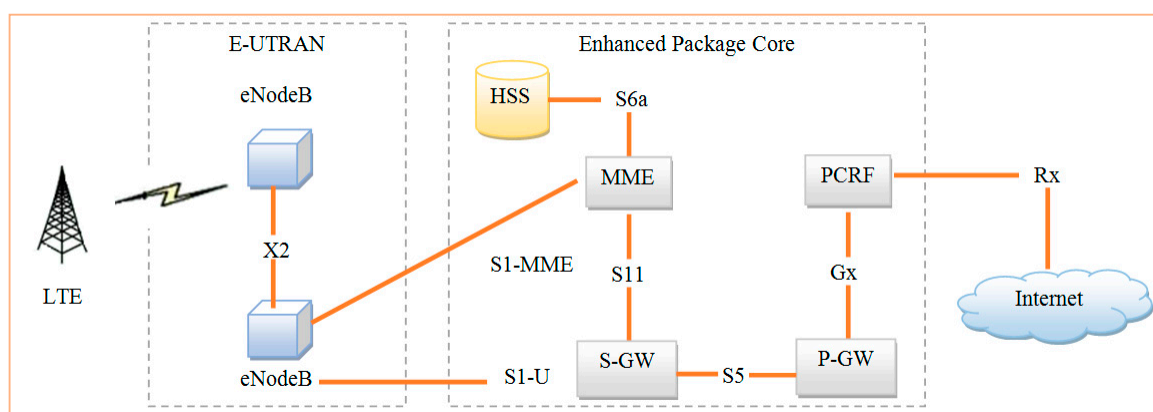 E-UTRAN
Enhanced Package Core
eNodeB
HSS
S6a
MME
PCRF
Rx
X2
S1-MME
S11
Gx
LTE
Internet
S-GW
P-GW
eNodeB
S1-U
S5